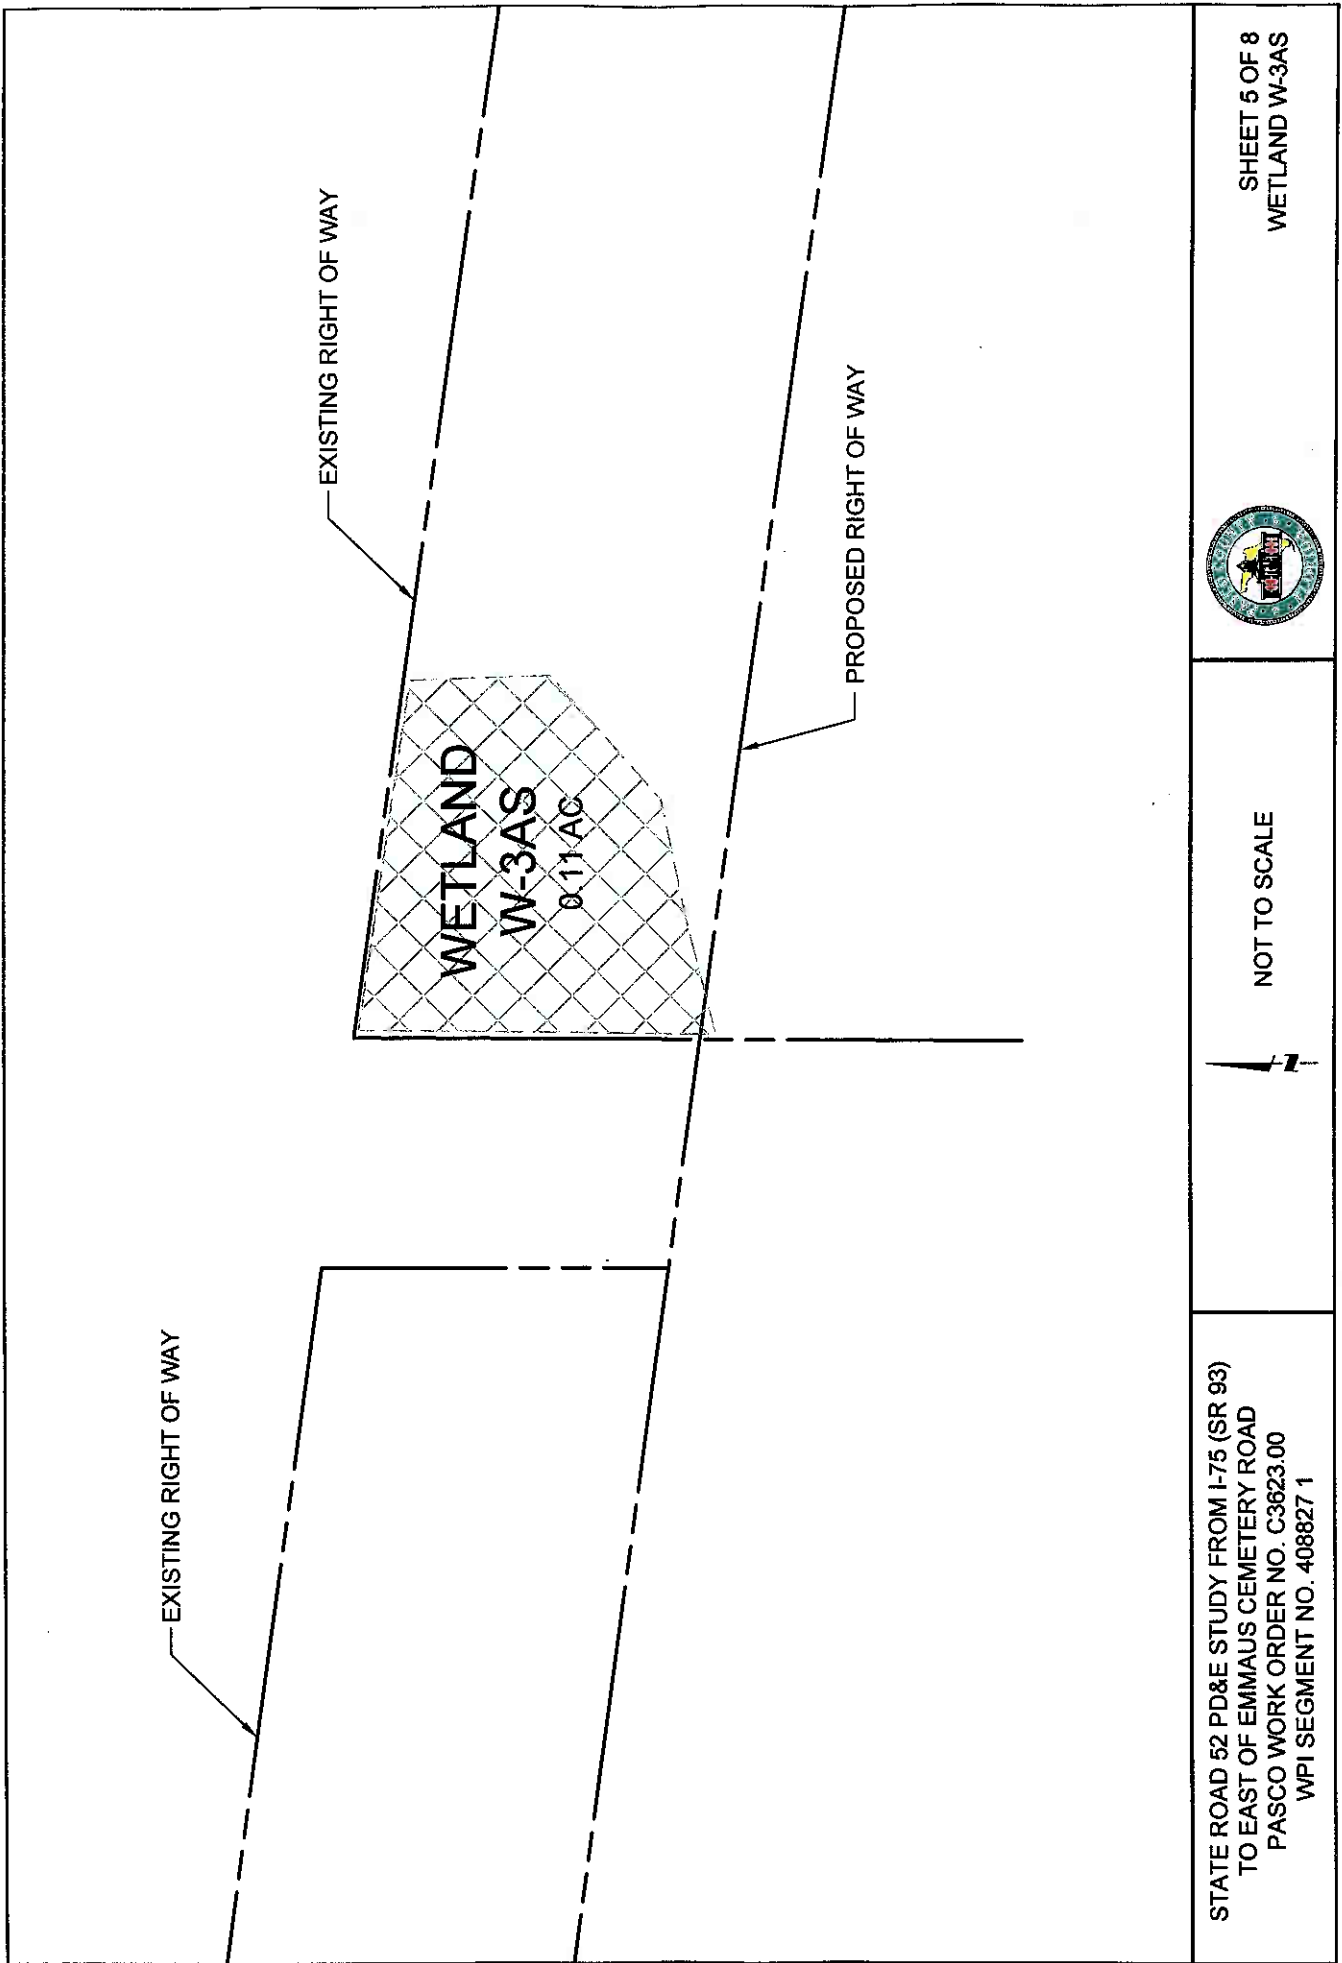 EXISTING RIGHT OF WAY
EXISTING RIGHT OF WAY
WETLAND
W-3AS
0.11 AC
PROPOSED RIGHT OF WAY
STATE ROAD 52 PD&E STUDY FROM I-75 (SR 93)
TO EAST OF EMMAUS CEMETERY ROAD
PASCO WORK ORDER NO. C3623.00
WPI SEGMENT NO. 408827 1
NOT TO SCALE
SHEET 5 OF 8
WETLAND W-3AS